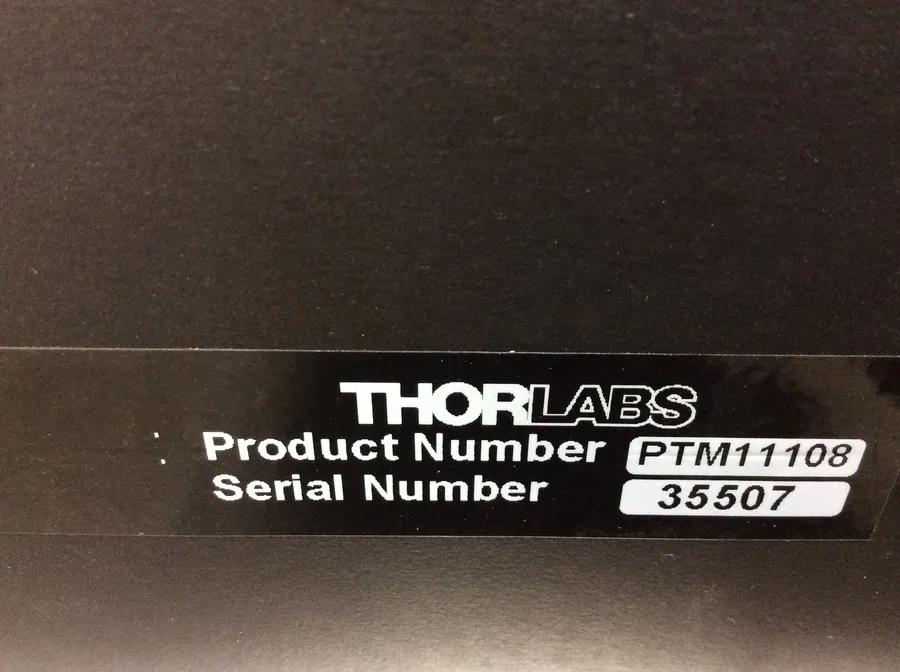 THORLABS
Product Number PTM11108
Serial Number 35507